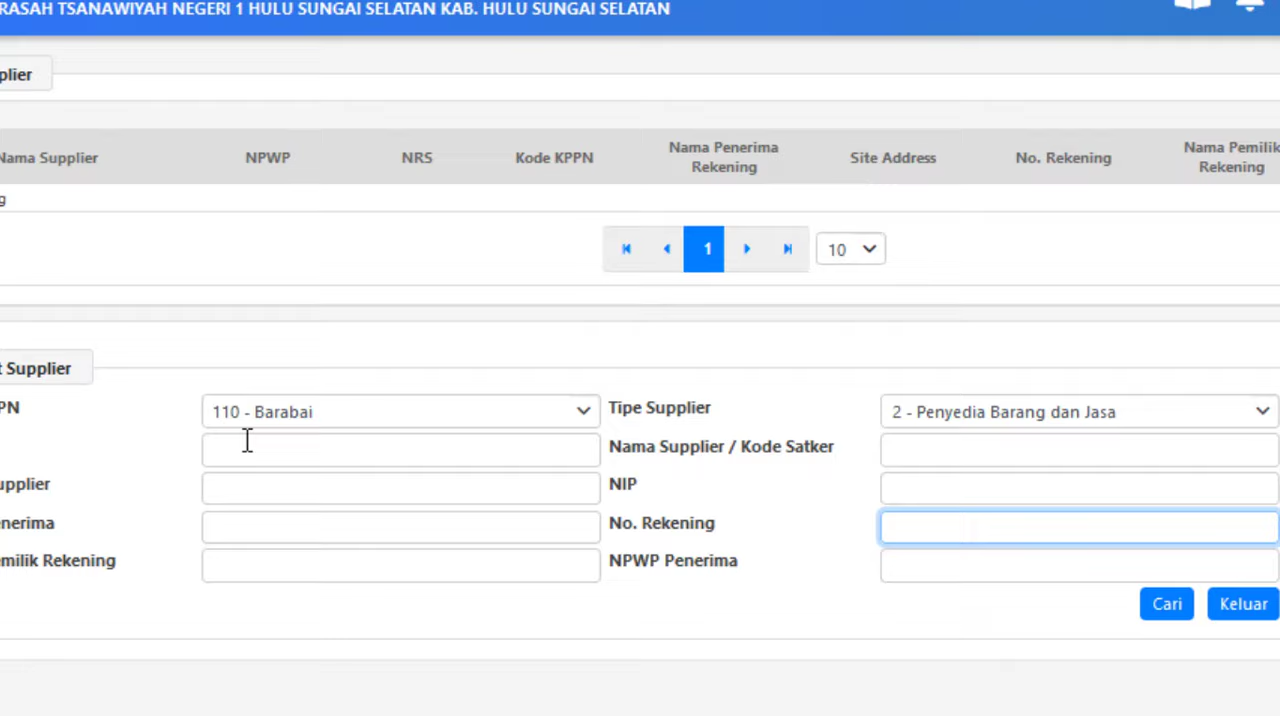 RASAH TSANAWIYAH NEGERI 1 HULU SUNGAI SELATAN KAB. HULU SUNGAI SELATAN
plier
Nama Supplier NPWP NRS Kode KPPN Nama Penerima Rekening Site Address No. Rekening Nama Pemilik Rekening
g
1 10
t Supplier
PN 110 - Barabai Tipe Supplier 2 - Penyedia Barang dan Jasa
Nama Supplier / Kode Satker
upplier NIP
enerima No. Rekening
emilik Rekening NPWP Penerima
Cari Keluar